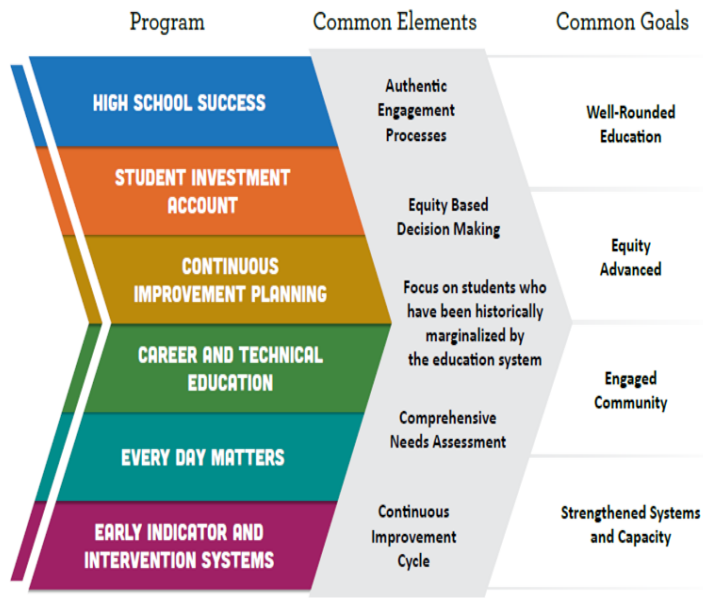 Program
Common Elements
Common Goals
HIGH SCHOOL SUCCESS
STUDENT INVESTMENT
ACCOUNT
CONTINUOUS
IMPROVEMENT PLANNING
CAREER AND TECHNICAL
EDUCATION
EVERY DAY MATTERS
EARLY INDICATOR AND
INTERVENTION SYSTEMS
Authentic
Engagement
Processes
Equity Based
Decision Making
Focus on students who
have been historically
marginalized by
the education system
Comprehensive
Needs Assessment
Continuous
Improvement
Cycle
Well-Rounded
Education
Equity
Advanced
Engaged
Community
Strengthened Systems
and Capacity